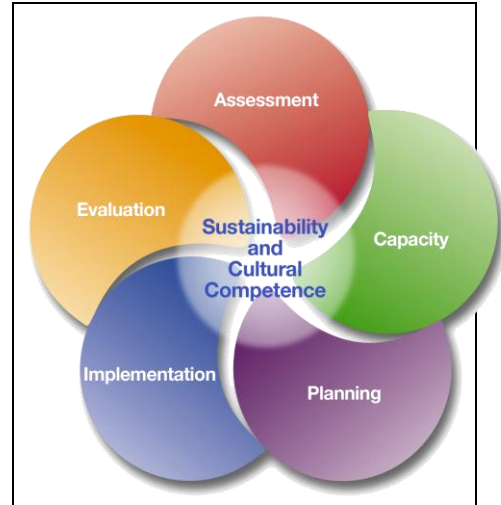 Assessment
Capacity
Planning
Implementation
Evaluation
Sustainability
and
Cultural
Competence